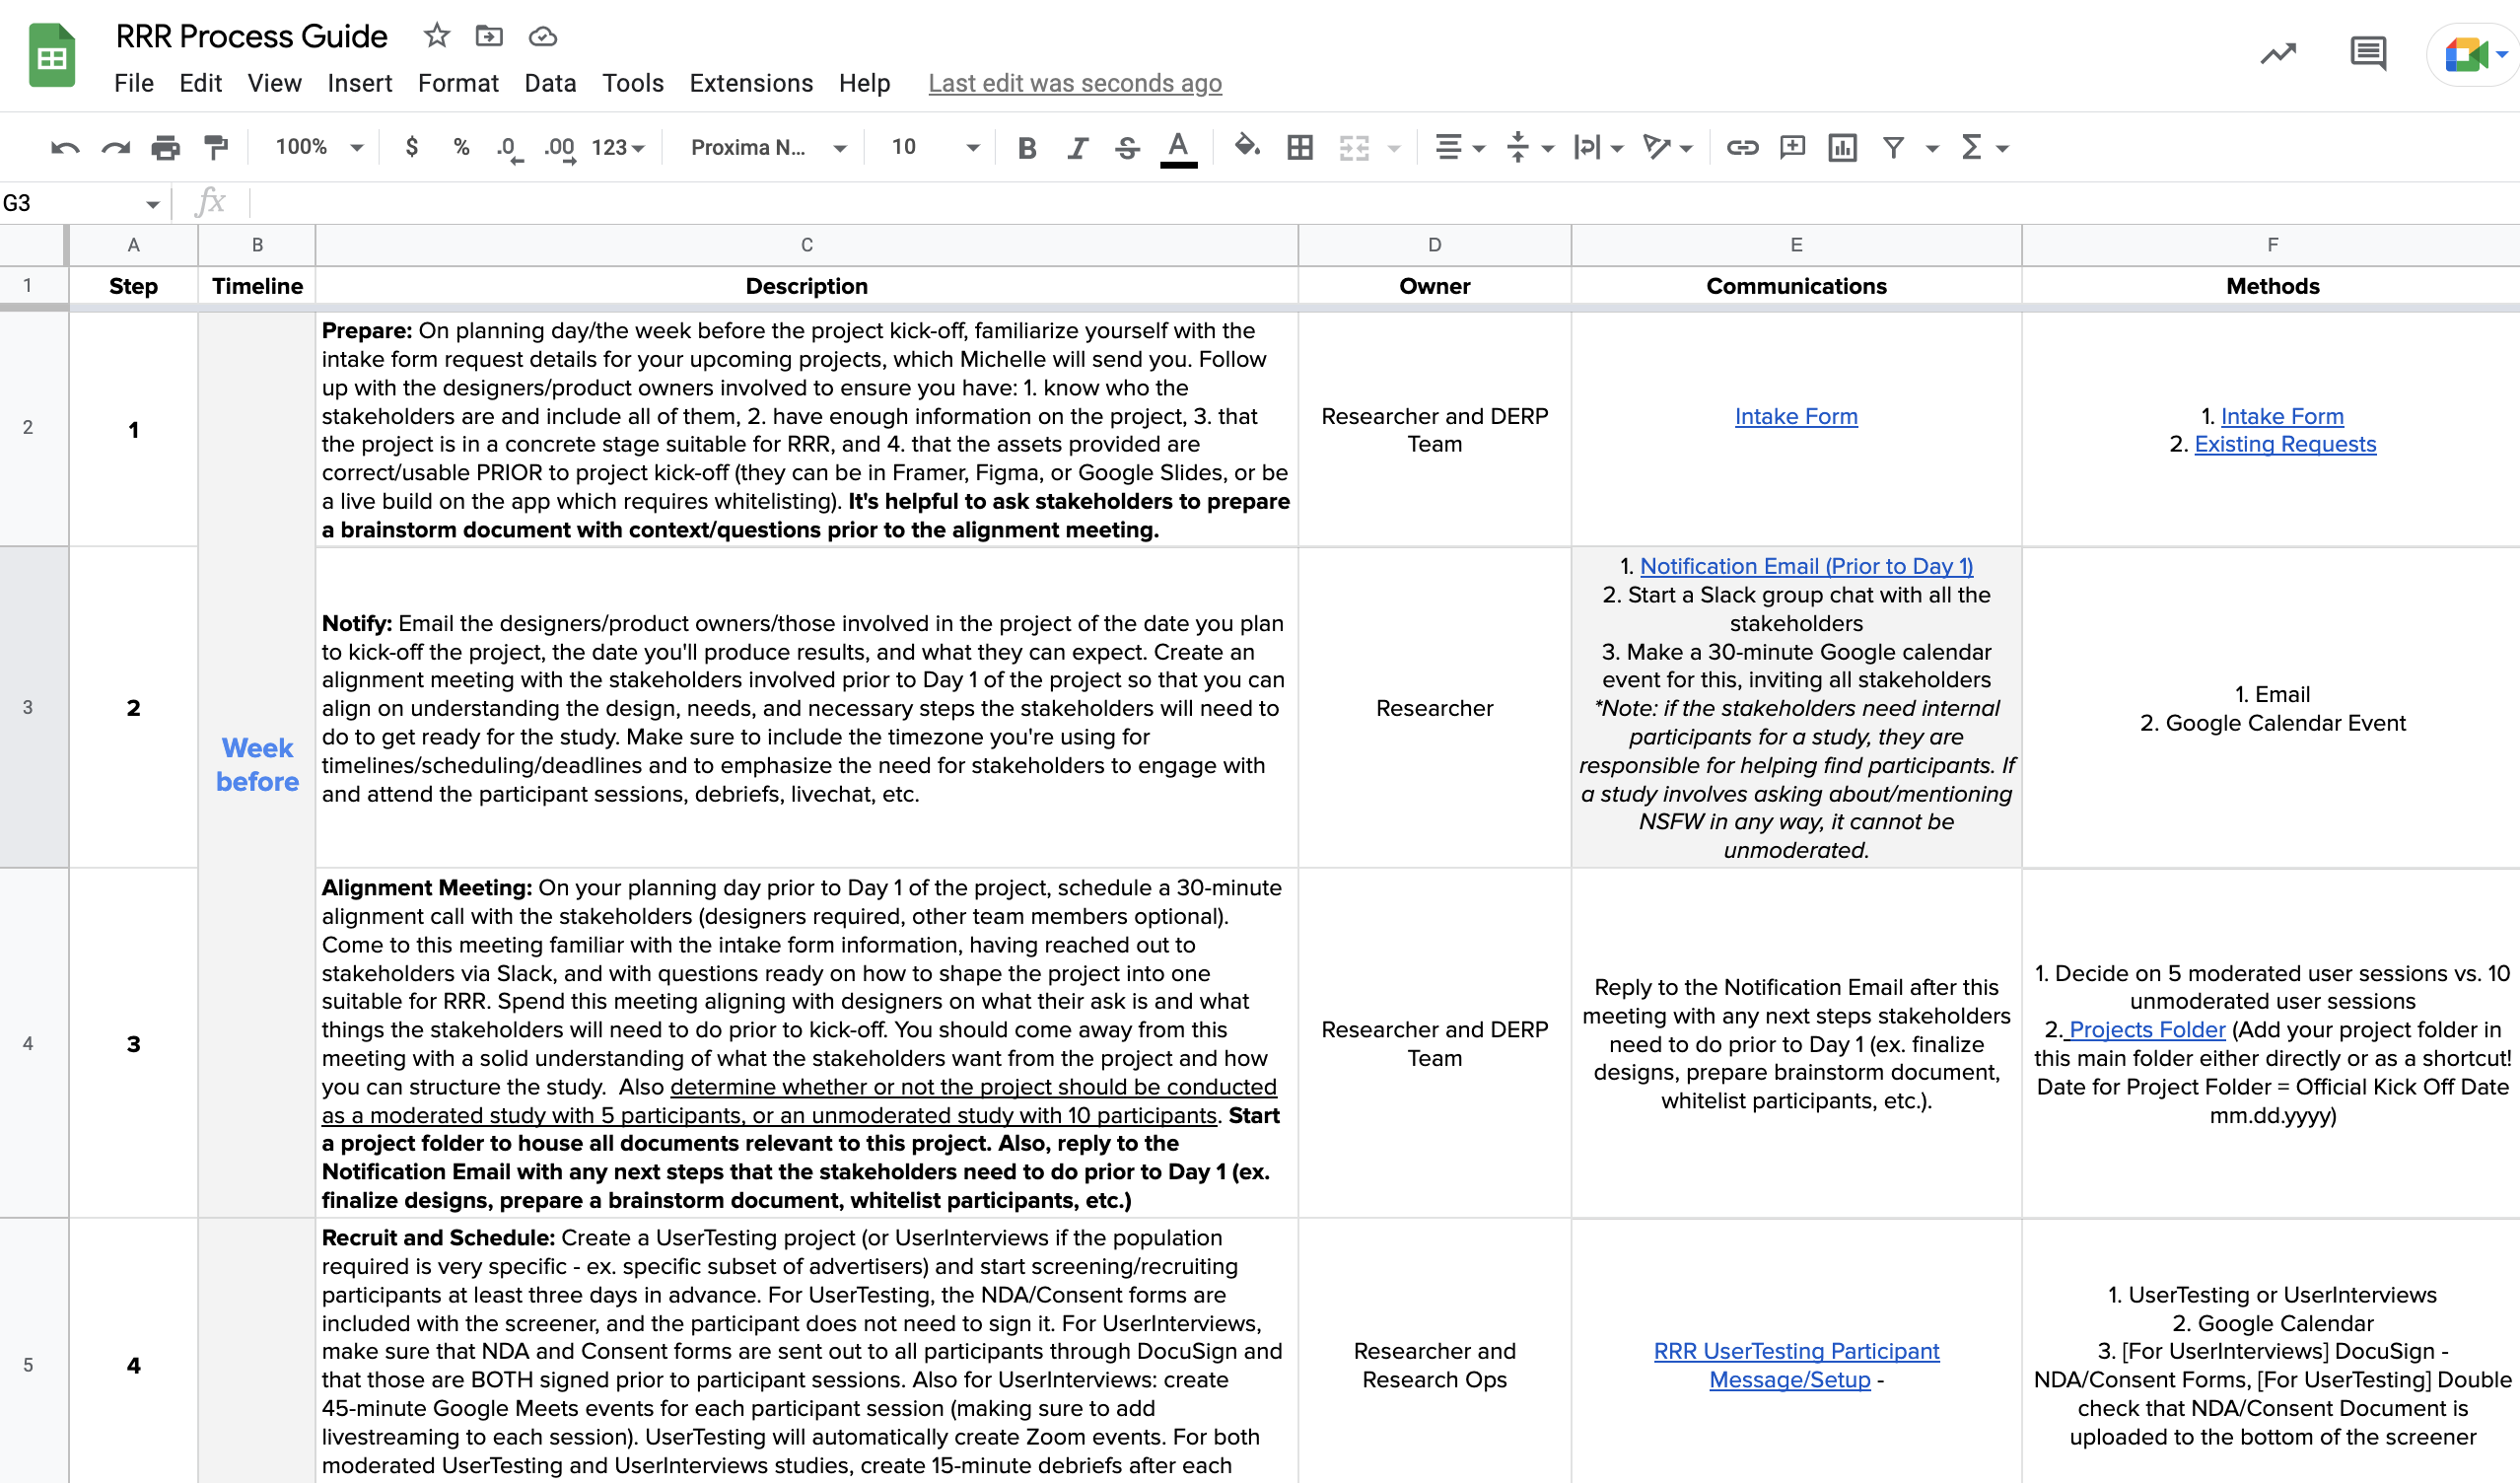 RRR Process Guide
File Edit View Insert Format Data Tools Extensions Help Last edit was seconds ago
100% $ % .0 .00 123 Proxima N... 10 B I S A
G3 fx
A B C D E F
1 Step Timeline Description Owner Communications Methods
2
1
Week
before
Prepare: On planning day/the week before the project kick-off, familiarize yourself with the
intake form request details for your upcoming projects, which Michelle will send you. Follow
up with the designers/product owners involved to ensure you have: 1. know who the
stakeholders are and include all of them, 2. have enough information on the project, 3. that
the project is in a concrete stage suitable for RRR, and 4. that the assets provided are
correct/usable PRIOR to project kick-off (they can be in Framer, Figma, or Google Slides, or be
a live build on the app which requires whitelisting). It's helpful to ask stakeholders to prepare
a brainstorm document with context/questions prior to the alignment meeting.
Researcher and DERP
Team
Intake Form
1. Intake Form
2. Existing Requests
3
2
Notify: Email the designers/product owners/those involved in the project of the date you plan
to kick-off the project, the date you'll produce results, and what they can expect. Create an
alignment meeting with the stakeholders involved prior to Day 1 of the project so that you can
align on understanding the design, needs, and necessary steps the stakeholders will need to
do to get ready for the study. Make sure to include the timezone you're using for
timelines/scheduling/deadlines and to emphasize the need for stakeholders to engage with
and attend the participant sessions, debriefs, livechat, etc.
Researcher
1. Notification Email (Prior to Day 1)
2. Start a Slack group chat with all the
stakeholders
3. Make a 30-minute Google calendar
event for this, inviting all stakeholders
*Note: if the stakeholders need internal
participants for a study, they are
responsible for helping find participants. If
a study involves asking about/mentioning
NSFW in any way, it cannot be
unmoderated.
1. Email
2. Google Calendar Event
4
3
Alignment Meeting: On your planning day prior to Day 1 of the project, schedule a 30-minute
alignment call with the stakeholders (designers required, other team members optional).
Come to this meeting familiar with the intake form information, having reached out to
stakeholders via Slack, and with questions ready on how to shape the project into one
suitable for RRR. Spend this meeting aligning with designers on what their ask is and what
things the stakeholders will need to do prior to kick-off. You should come away from this
meeting with a solid understanding of what the stakeholders want from the project and how
you can structure the study.  Also determine whether or not the project should be conducted
as a moderated study with 5 participants, or an unmoderated study with 10 participants. Start
a project folder to house all documents relevant to this project. Also, reply to the
Notification Email with any next steps that the stakeholders need to do prior to Day 1 (ex.
finalize designs, prepare a brainstorm document, whitelist participants, etc.)
Researcher and DERP
Team
Reply to the Notification Email after this
meeting with any next steps stakeholders
need to do prior to Day 1 (ex. finalize
designs, prepare brainstorm document,
whitelist participants, etc.).
1. Decide on 5 moderated user sessions vs. 10
unmoderated user sessions
2. Projects Folder (Add your project folder in
this main folder either directly or as a shortcut!
Date for Project Folder = Official Kick Off Date
mm.dd.yyyy)
5
4
Recruit and Schedule: Create a UserTesting project (or UserInterviews if the population
required is very specific - ex. specific subset of advertisers) and start screening/recruiting
participants at least three days in advance. For UserTesting, the NDA/Consent forms are
included with the screener, and the participant does not need to sign it. For UserInterviews,
make sure that NDA and Consent forms are sent out to all participants through DocuSign and
that those are BOTH signed prior to participant sessions. Also for UserInterviews: create
45-minute Google Meets events for each participant session (making sure to add
livestreaming to each session). UserTesting will automatically create Zoom events. For both
moderated UserTesting and UserInterviews studies, create 15-minute debriefs after each
Researcher and
Research Ops
RRR UserTesting Participant
Message/Setup -
1. UserTesting or UserInterviews
2. Google Calendar
3. [For UserInterviews] DocuSign -
NDA/Consent Forms, [For UserTesting] Double
check that NDA/Consent Document is
uploaded to the bottom of the screener